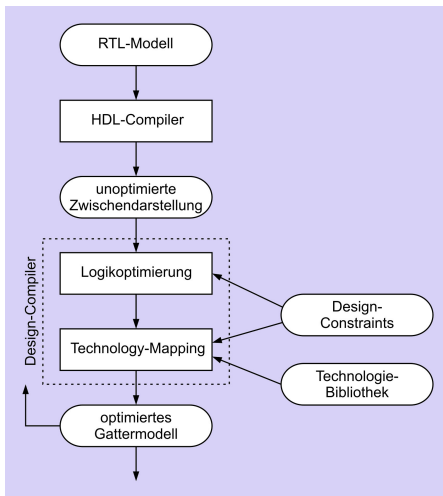 RTL-Modell
HDL-Compiler
unoptimierte
Zwischendarstellung
Design-Compiler
Logikoptimierung
Design-
Constraints
Technology-Mapping
Technologie-
Bibliothek
optimiertes
Gattermodell